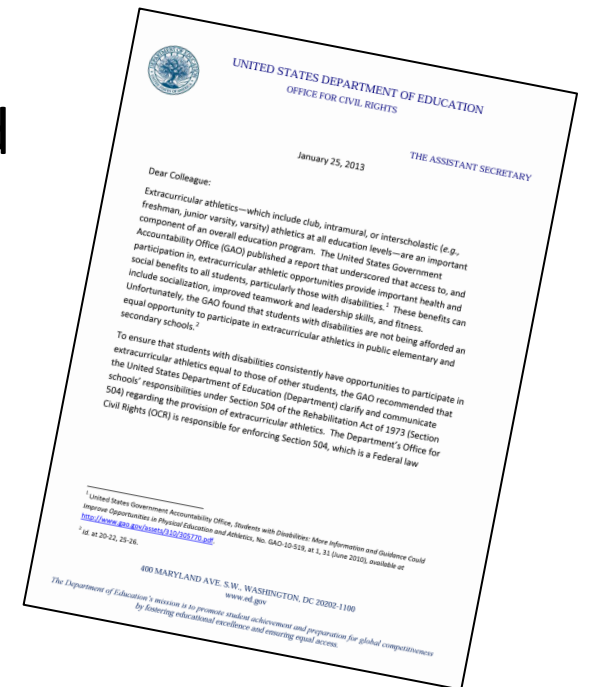 UNITED STATES DEPARTMENT OF EDUCATION
OFFICE FOR CIVIL RIGHTS
THE ASSISTANT SECRETARY
January 25, 2013
Dear Colleague:
Extracurricular athletics—which include club, intramural, or interscholastic (e.g.,
freshman, junior varsity, varsity) athletics at all education levels—are an important
component of an overall education program. The United States Government
Accountability Office (GAO) published a report that underscored that access to, and
participation in, extracurricular athletic opportunities provide important health and
social benefits to all students, particularly those with disabilities.¹ These benefits can
include socialization, improved teamwork and leadership skills, and fitness.
Unfortunately, the GAO found that students with disabilities are not being afforded an
equal opportunity to participate in extracurricular athletics in public elementary and
secondary schools.²
To ensure that students with disabilities consistently have opportunities to participate in
extracurricular athletics equal to those of other students, the GAO recommended that
the United States Department of Education (Department) clarify and communicate
schools' responsibilities under Section 504 of the Rehabilitation Act of 1973 (Section
504) regarding the provision of extracurricular athletics. The Department's Office for
Civil Rights (OCR) is responsible for enforcing Section 504, which is a Federal law
¹ United States Government Accountability Office, Students with Disabilities: More Information and Guidance Could
Improve Opportunities in Physical Education and Athletics, No. GAO-10-519, at 1, 31 (June 2010), available at
http://www.gao.gov/assets/310/305770.pdf.
² Id. at 20-22, 25-26.
400 MARYLAND AVE. S.W., WASHINGTON, DC 20202-1100
www.ed.gov
The Department of Education's mission is to promote student achievement and preparation for global competitiveness
by fostering educational excellence and ensuring equal access.